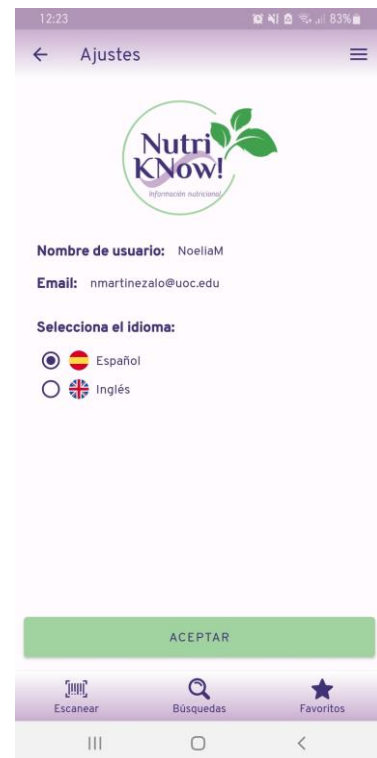 12:23 83%
Ajustes
Nutri
KNow!
Información nutricional
Nombre de usuario: NoeliaM
Email: nmartinezalo@uoc.edu
Selecciona el idioma:
Español
Inglés
ACEPTAR
Escanear Búsquedas Favoritos